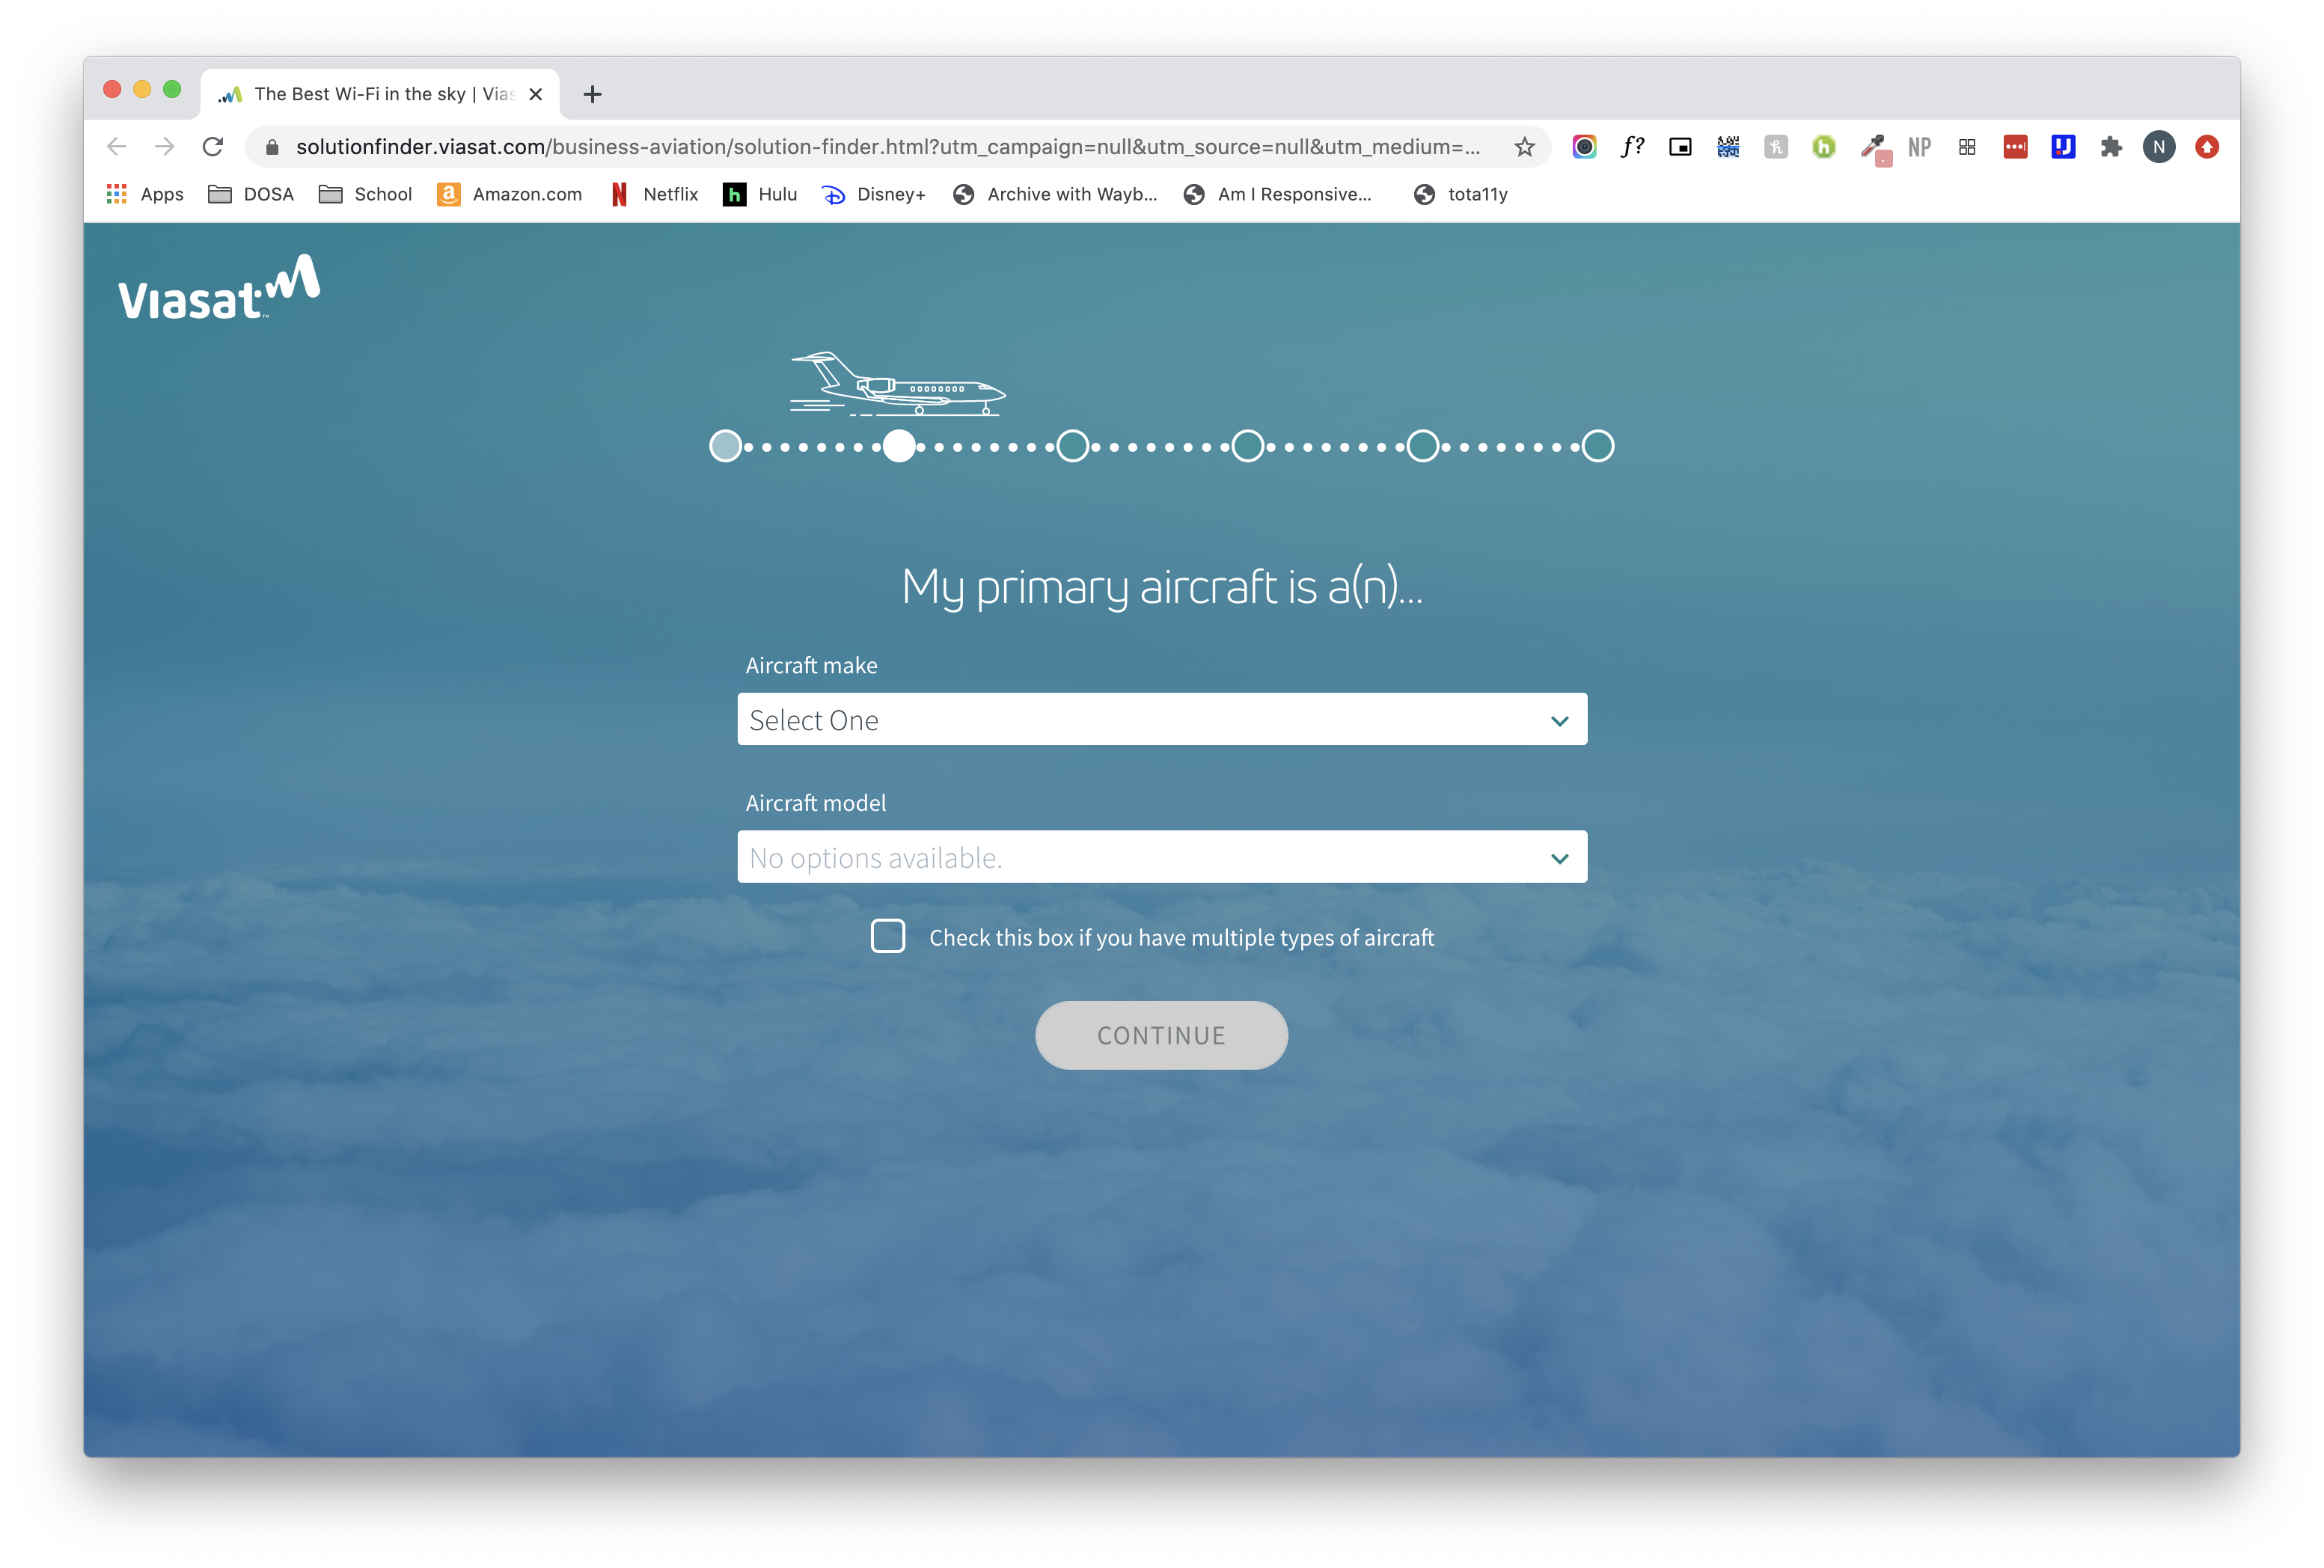 The Best Wi-Fi in the sky | Vias
solutionfinder.viasat.com/business-aviation/solution-finder.html?utm_campaign=null&utm_source=null&utm_medium=...
f?
NP
N
Apps
DOSA
School
Amazon.com
Netflix
Hulu
Disney+
Archive with Wayb...
Am I Responsive...
tota11y
Viasat™
My primary aircraft is a(n)...
Aircraft make
Select One
Aircraft model
No options available.
Check this box if you have multiple types of aircraft
CONTINUE